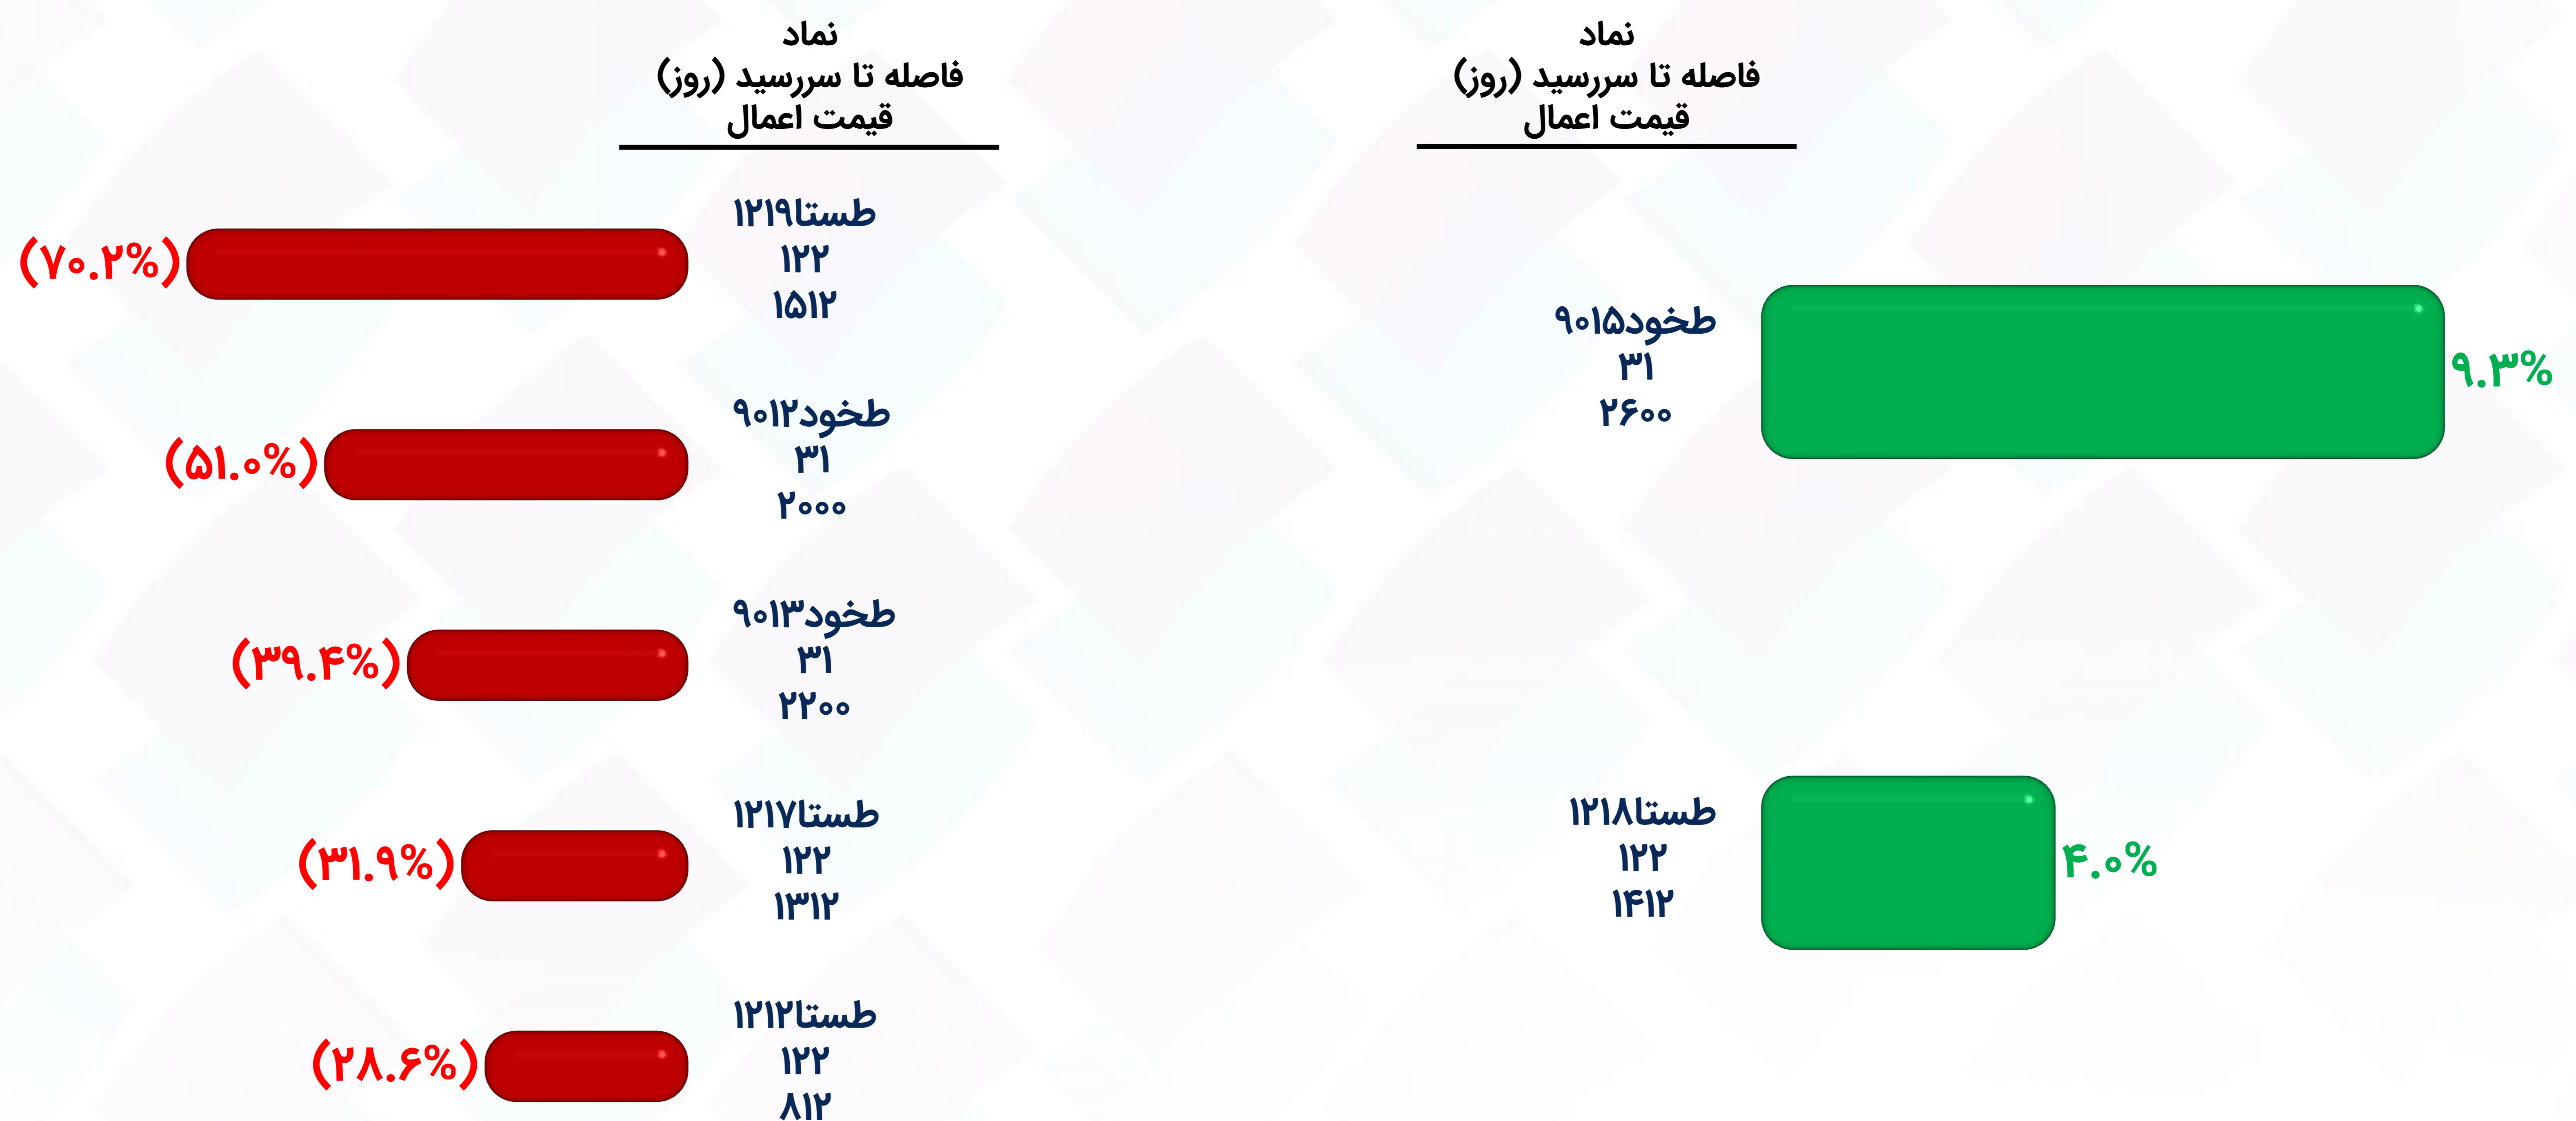 نماد
فاصله تا سررسید (روز)
قیمت اعمال
طخود۹۰۱۵
۳۱
۲۶۰۰
۹.۳%
طستا۱۲۱۸
۱۲۲
۱۴۱۲
۴.۰%
نماد
فاصله تا سررسید (روز)
قیمت اعمال
طستا۱۲۱۹
۱۲۲
۱۵۱۲
(۷۰.۲%)
طخود۹۰۱۲
۳۱
۲۰۰۰
(۵۱.۰%)
طخود۹۰۱۳
۳۱
۲۲۰۰
(۳۹.۴%)
طستا۱۲۱۷
۱۲۲
۱۳۱۲
(۳۱.۹%)
طستا۱۲۱۲
۱۲۲
۸۱۲
(۲۸.۶%)